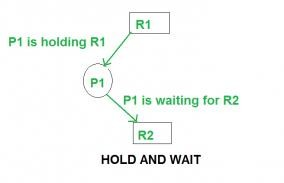 R1
P1 is holding R1
P1
P1 is waiting for R2
R2
HOLD AND WAIT